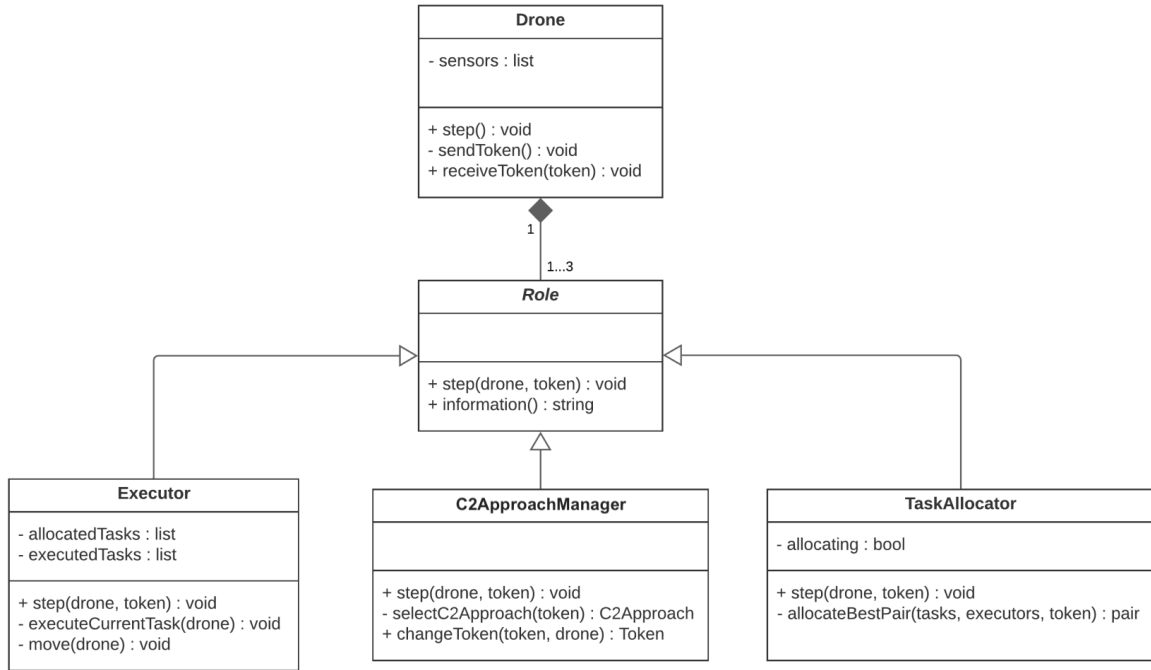 Drone
- sensors : list
+ step() : void
- sendToken() : void
+ receiveToken(token) : void
1
1...3
Role
+ step(drone, token) : void
+ information() : string
Executor
- allocatedTasks : list
- executedTasks : list
+ step(drone, token) : void
- executeCurrentTask(drone) : void
- move(drone) : void
C2ApproachManager
+ step(drone, token) : void
- selectC2Approach(token) : C2Approach
+ changeToken(token, drone) : Token
TaskAllocator
- allocating : bool
+ step(drone, token) : void
- allocateBestPair(tasks, executors, token) : pair